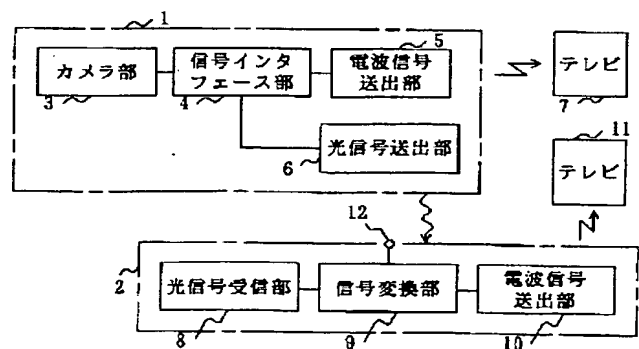 1
カメラ部
3
信号インタ
フェース部
4
電波信号
送出部
5
光信号送出部
6
テレビ
7
11
テレビ
12
2
光信号受信部
8
信号変換部
9
電波信号
送出部
10